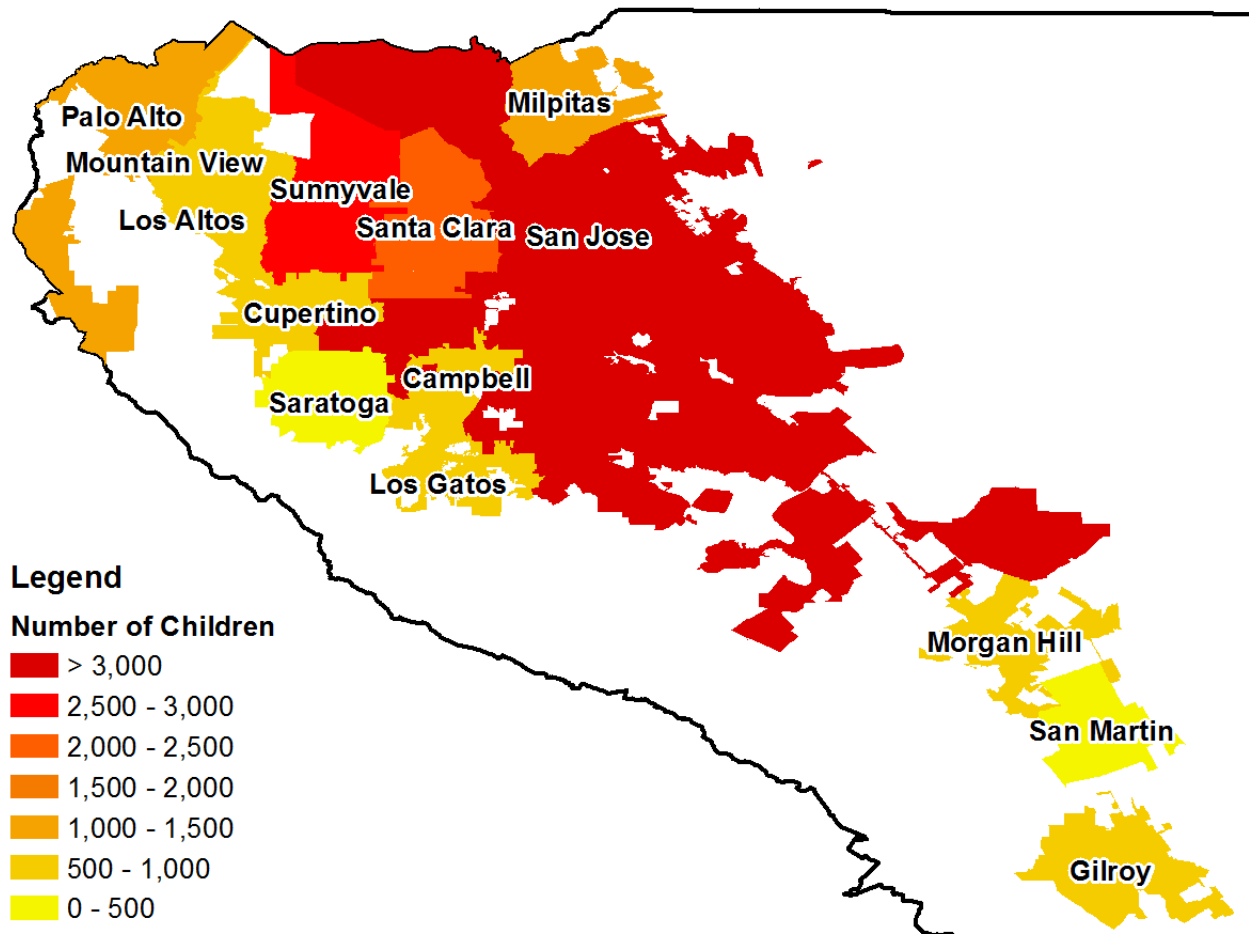 Palo Alto
Milpitas
Mountain View
Sunnyvale
Los Altos
Santa Clara
San Jose
Cupertino
Campbell
Saratoga
Los Gatos
Morgan Hill
San Martin
Gilroy
Legend
Number of Children
> 3,000
2,500 - 3,000
2,000 - 2,500
1,500 - 2,000
1,000 - 1,500
500 - 1,000
0 - 500